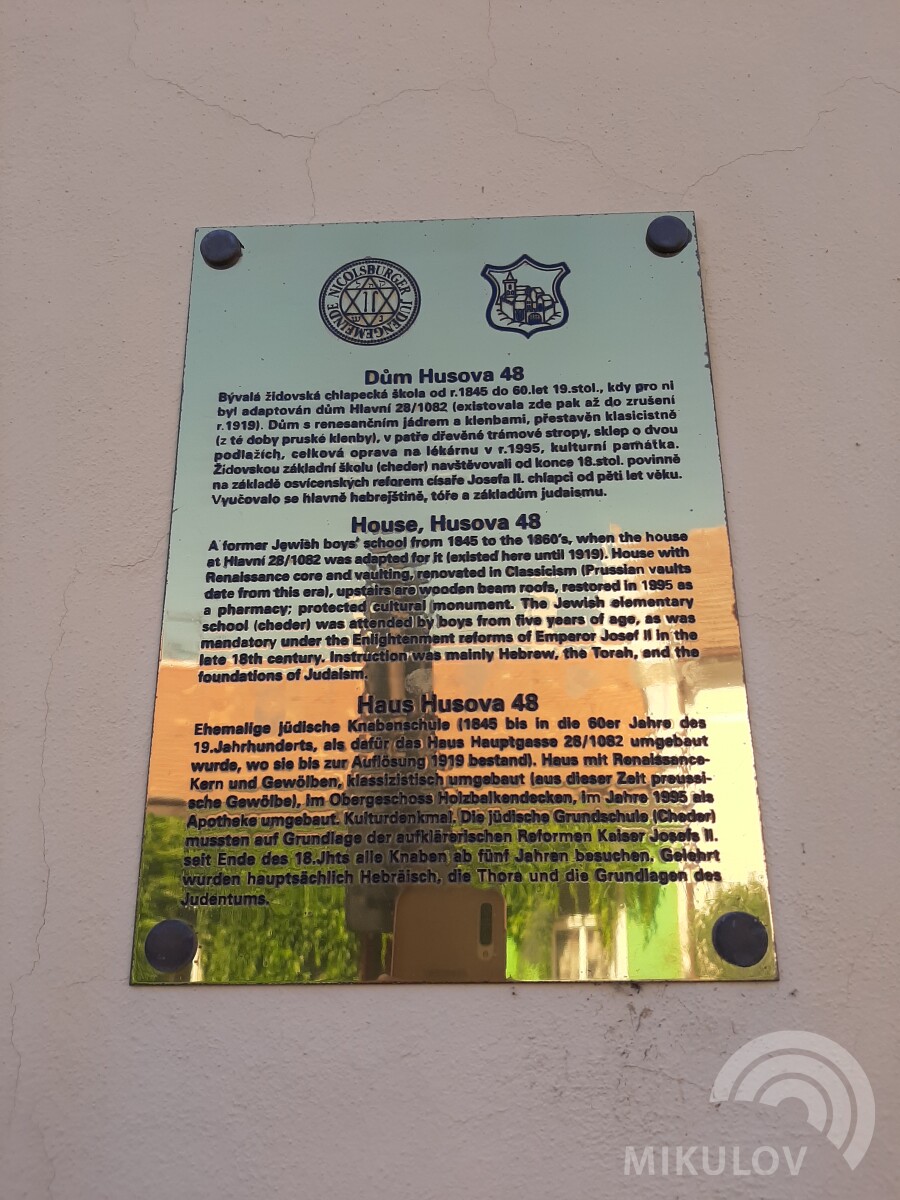 NICOLSBURGER JUDENGEMEINDE
Dům Husova 48
Bývalá židovská chlapecká škola od r.1845 do 60.let 19.stol., kdy pro ni
byl adaptován dům Hlavní 28/1082 (existovala zde pak až do zrušení
r.1919). Dům s renesančním jádrem a klenbami, přestavěn klasicistně
(z té doby pruské klenby), v patře dřevěné trámové stropy, sklep o dvou
podlažích, celková oprava na lékárnu v r.1995, kulturní památka.
Židovskou základní školu (cheder) navštěvovali od konce 18.stol. povinně
na základě osvícenských reforem císaře Josefa II. chlapci od pěti let věku.
Vyučovalo se hlavně hebrejštině, tóře a základům judaismu.
House, Husova 48
A former Jewish boys' school from 1845 to the 1860's, when the house
at Hlavní 28/1082 was adapted for it (existed here until 1919). House with
Renaissance core and vaulting, renovated in Classicism (Prussian vaults
date from this era), upstairs are wooden beam roofs, restored in 1995 as
a pharmacy; protected cultural monument. The Jewish elementary
school (cheder) was attended by boys from five years of age, as was
mandatory under the Enlightenment reforms of Emperor Josef II in the
late 18th century. Instruction was mainly Hebrew, the Torah, and the
foundations of Judaism.
Haus Husova 48
Ehemalige jüdische Knabenschule (1845 bis in die 60er Jahre des
19.Jahrhunderts, als dafür das Haus Hauptgasse 28/1082 umgebaut
wurde, wo sie bis zur Auflösung 1919 bestand). Haus mit Renaissance-
Kern und Gewölben, klassizistisch umgebaut (aus dieser Zeit preussi-
sche Gewölbe), im Obergeschoss Holzbalkendecken, im Jahre 1995 als
Apotheke umgebaut. Kulturdenkmal. Die jüdische Grundschule (Cheder)
mussten auf Grundlage der aufklärerischen Reformen Kaiser Josefs II.
seit Ende des 18.Jhts alle Knaben ab fünf Jahren besuchen. Gelehrt
wurden hauptsächlich Hebräisch, die Thora und die Grundlagen des
Judentums.
MIKULOV